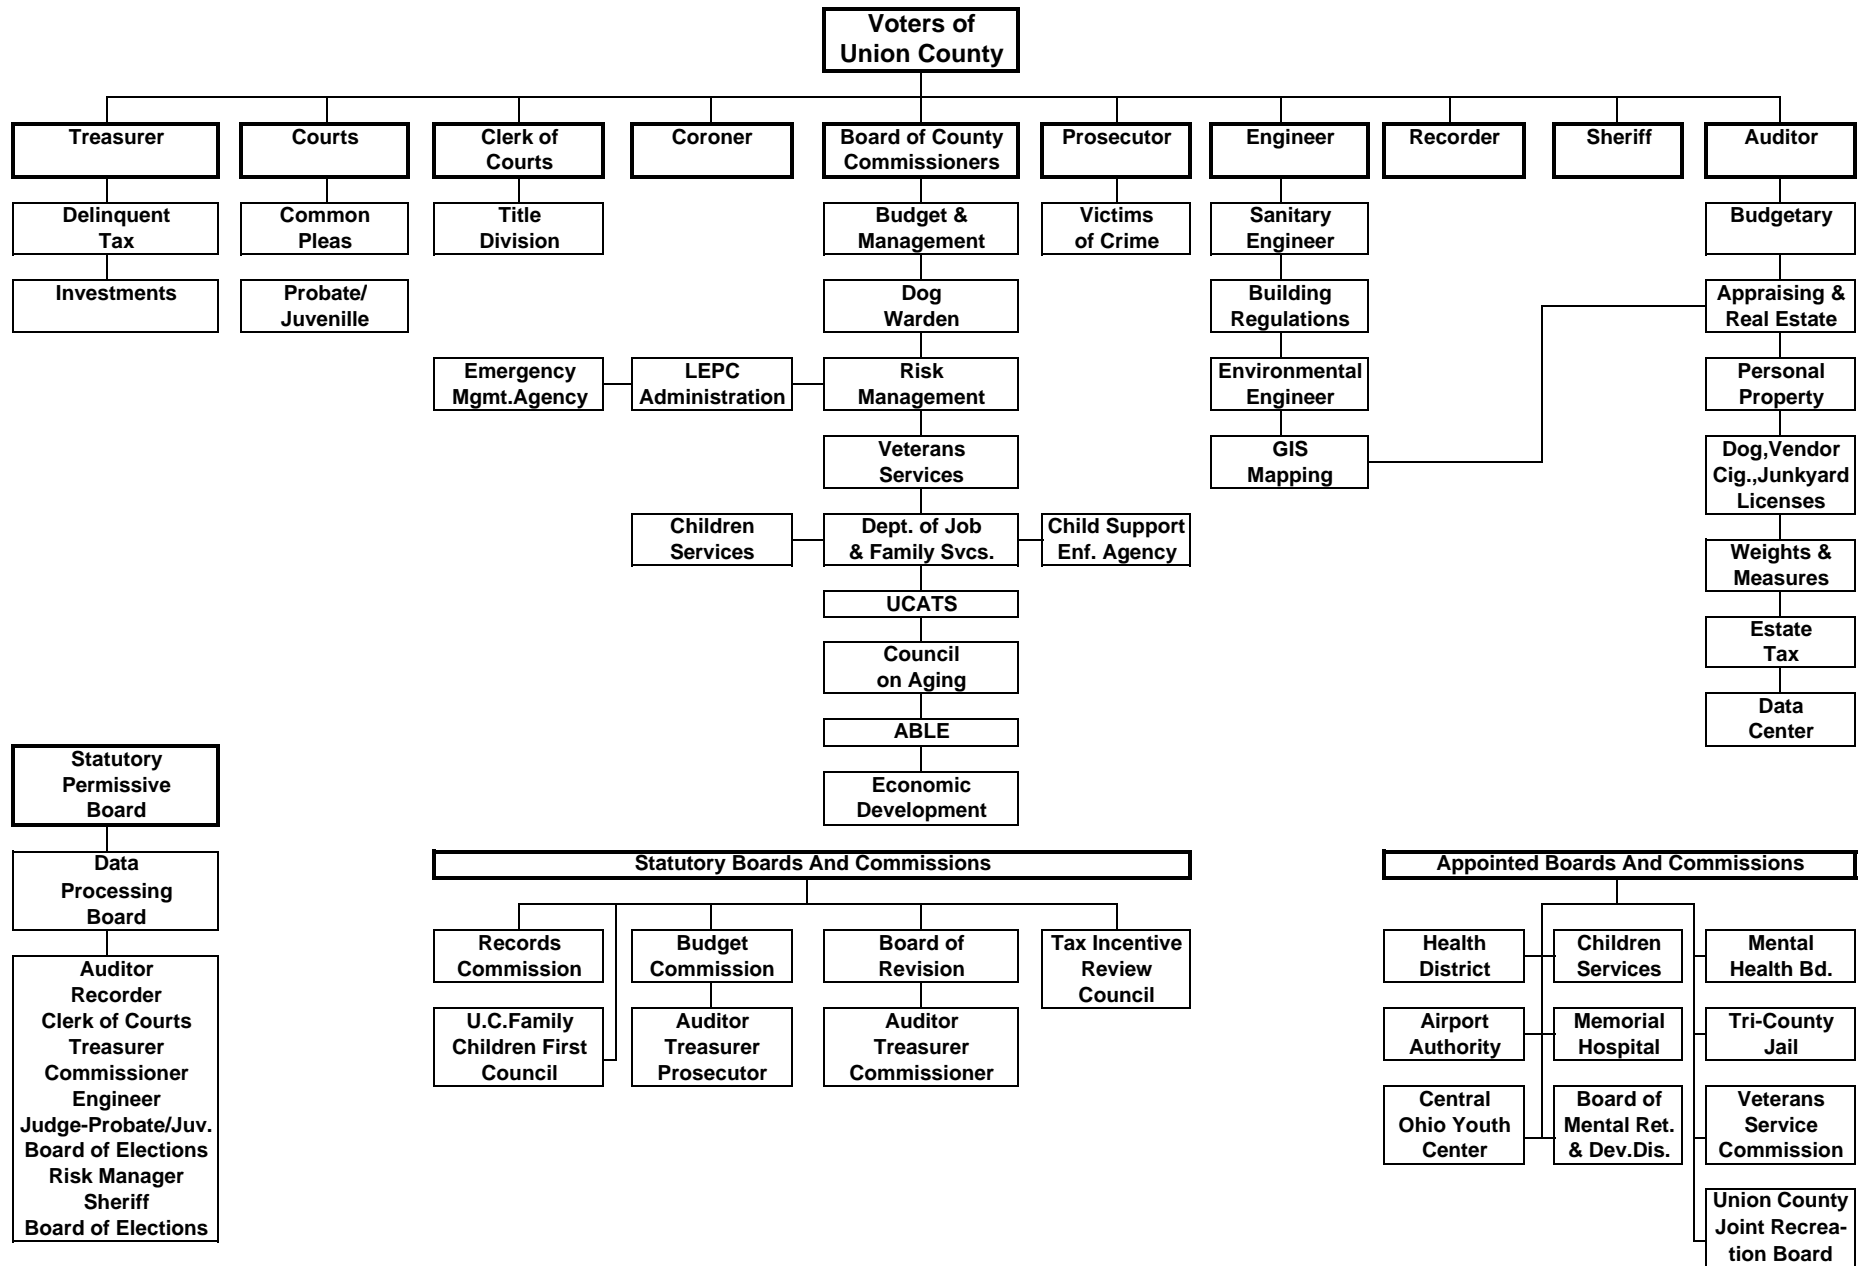 Voters of
Union County
Treasurer
Courts
Clerk of
Courts
Coroner
Board of County
Commissioners
Prosecutor
Engineer
Recorder
Sheriff
Auditor
Delinquent
Tax
Common
Pleas
Title
Division
Budget &
Management
Victims
of Crime
Sanitary
Engineer
Budgetary
Investments
Probate/
Juvenille
Dog
Warden
Building
Regulations
Appraising &
Real Estate
Emergency
Mgmt.Agency
LEPC
Administration
Risk
Management
Environmental
Engineer
Personal
Property
Veterans
Services
GIS
Mapping
Dog,Vendor
Cig.,Junkyard
Licenses
Children
Services
Dept. of Job
& Family Svcs.
Child Support
Enf. Agency
Weights &
Measures
UCATS
Estate
Tax
Council
on Aging
Data
Center
ABLE
Economic
Development
Statutory
Permissive
Board
Data
Processing
Board
Auditor
Recorder
Clerk of Courts
Treasurer
Commissioner
Engineer
Judge-Probate/Juv.
Board of Elections
Risk Manager
Sheriff
Board of Elections
Statutory Boards And Commissions
Records
Commission
Budget
Commission
Board of
Revision
Tax Incentive
Review
Council
U.C.Family
Children First
Council
Auditor
Treasurer
Prosecutor
Auditor
Treasurer
Commissioner
Appointed Boards And Commissions
Health
District
Children
Services
Mental
Health Bd.
Airport
Authority
Memorial
Hospital
Tri-County
Jail
Central
Ohio Youth
Center
Board of
Mental Ret.
& Dev.Dis.
Veterans
Service
Commission
Union County
Joint Recrea-
tion Board